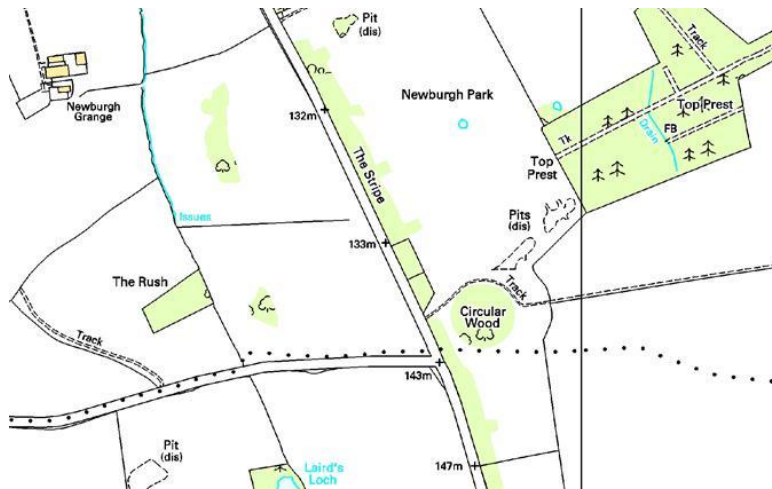 Pit
(dis)
Track
Newburgh
Grange
Newburgh Park
Top Prest
132m
Drain
FB
Tk
The Stripe
Top
Prest
Issues
Pits
(dis)
133m
The Rush
Track
Circular
Wood
Track
143m
Pit
(dis)
Laird's
Loch
147m